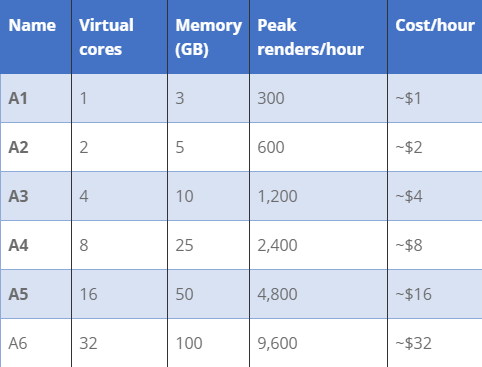 Name Virtual cores Memory (GB) Peak renders/hour Cost/hour
A1 1 3 300 ~$1
A2 2 5 600 ~$2
A3 4 10 1,200 ~$4
A4 8 25 2,400 ~$8
A5 16 50 4,800 ~$16
A6 32 100 9,600 ~$32